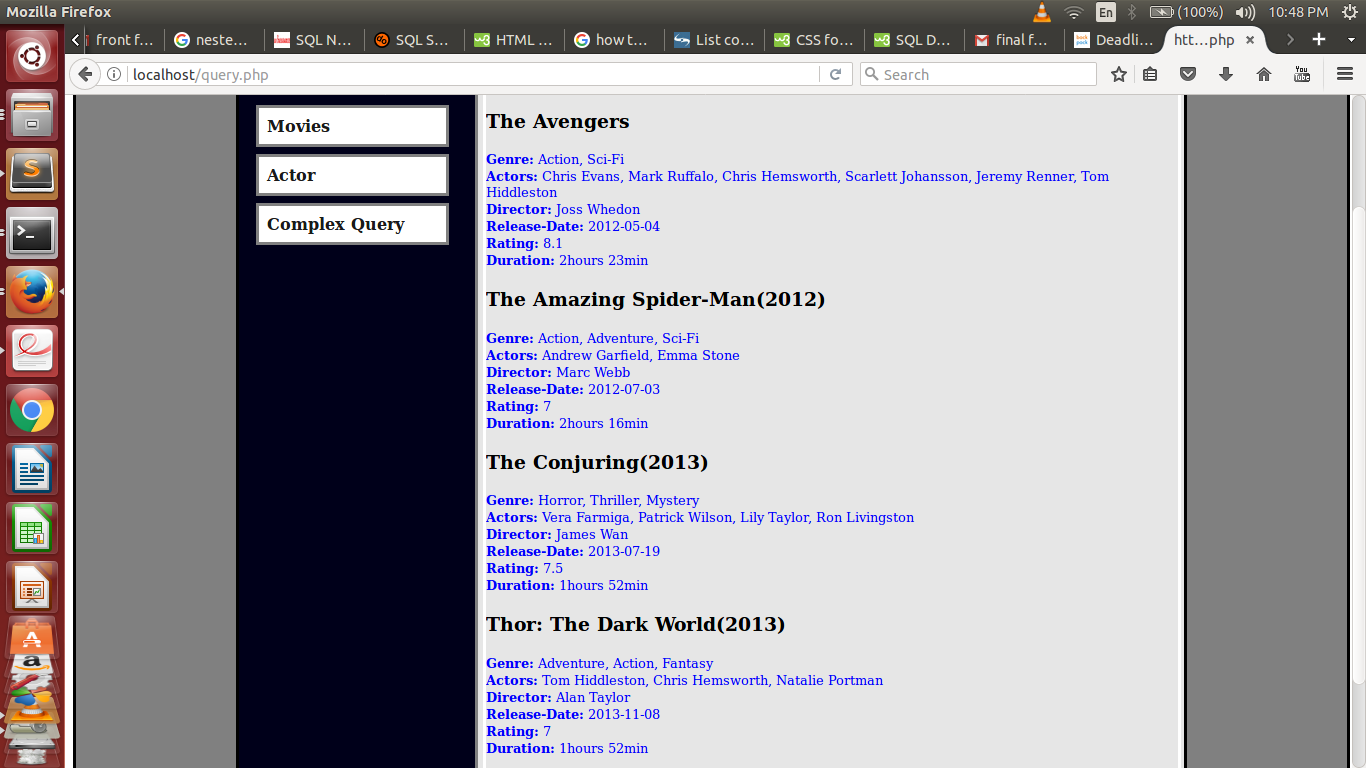 Mozilla Firefox
En
(100%)
10:48 PM
front f...
neste...
SQL N...
SQL S...
HTML ...
how t...
List co...
CSS fo...
SQL D...
final f...
Deadli...
htt...php
localhost/query.php
Search
You
Tube
Movies
Actor
Complex Query
The Avengers
Genre: Action, Sci-Fi
Actors: Chris Evans, Mark Ruffalo, Chris Hemsworth, Scarlett Johansson, Jeremy Renner, Tom
Hiddleston
Director: Joss Whedon
Release-Date: 2012-05-04
Rating: 8.1
Duration: 2hours 23min
The Amazing Spider-Man(2012)
Genre: Action, Adventure, Sci-Fi
Actors: Andrew Garfield, Emma Stone
Director: Marc Webb
Release-Date: 2012-07-03
Rating: 7
Duration: 2hours 16min
The Conjuring(2013)
Genre: Horror, Thriller, Mystery
Actors: Vera Farmiga, Patrick Wilson, Lily Taylor, Ron Livingston
Director: James Wan
Release-Date: 2013-07-19
Rating: 7.5
Duration: 1hours 52min
Thor: The Dark World(2013)
Genre: Adventure, Action, Fantasy
Actors: Tom Hiddleston, Chris Hemsworth, Natalie Portman
Director: Alan Taylor
Release-Date: 2013-11-08
Rating: 7
Duration: 1hours 52min